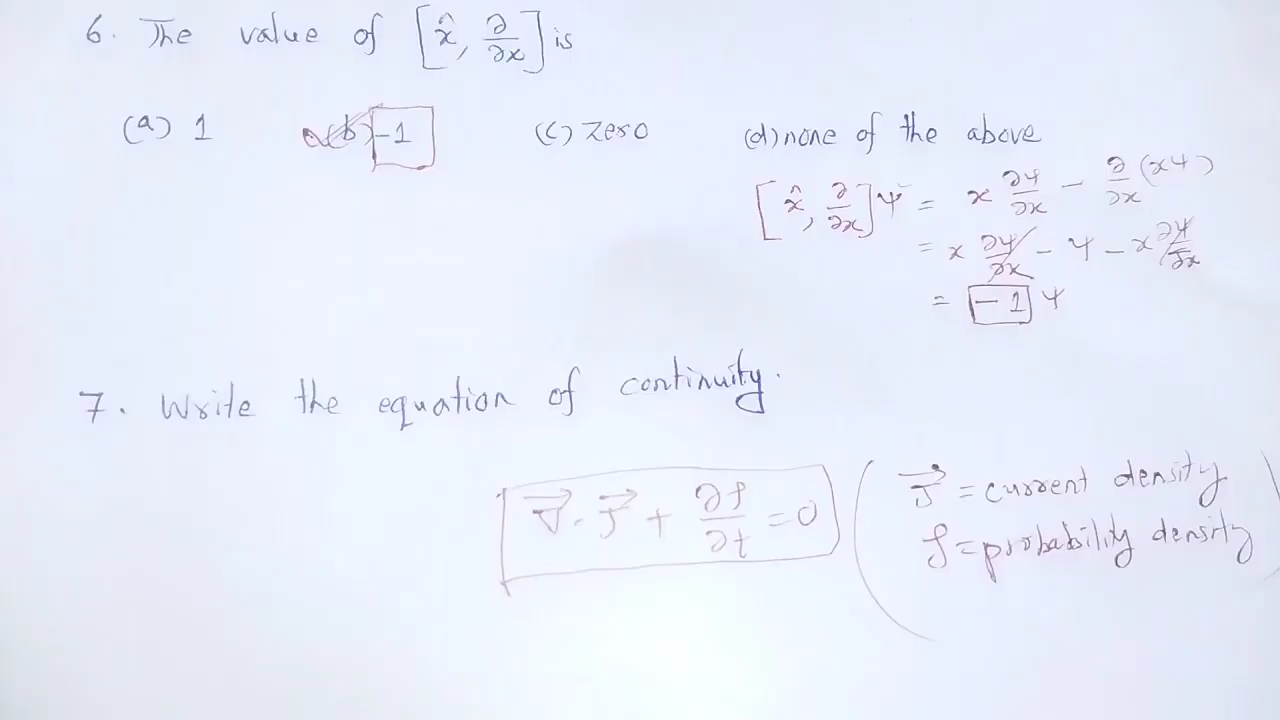 6. The value of [x̂, ∂/∂x] is
(a) 1 (b) -1 (c) zero (d) none of the above
[x̂, ∂/∂x]ψ = x ∂ψ/∂x - ∂/∂x (xψ)
= x ∂ψ/∂x - ψ - x ∂ψ/∂x
= -1 ψ
7. Write the equation of continuity.
∇⃗. J⃗ + ∂ρ/∂t = 0 ( J⃗ = current density
ρ = probability density )